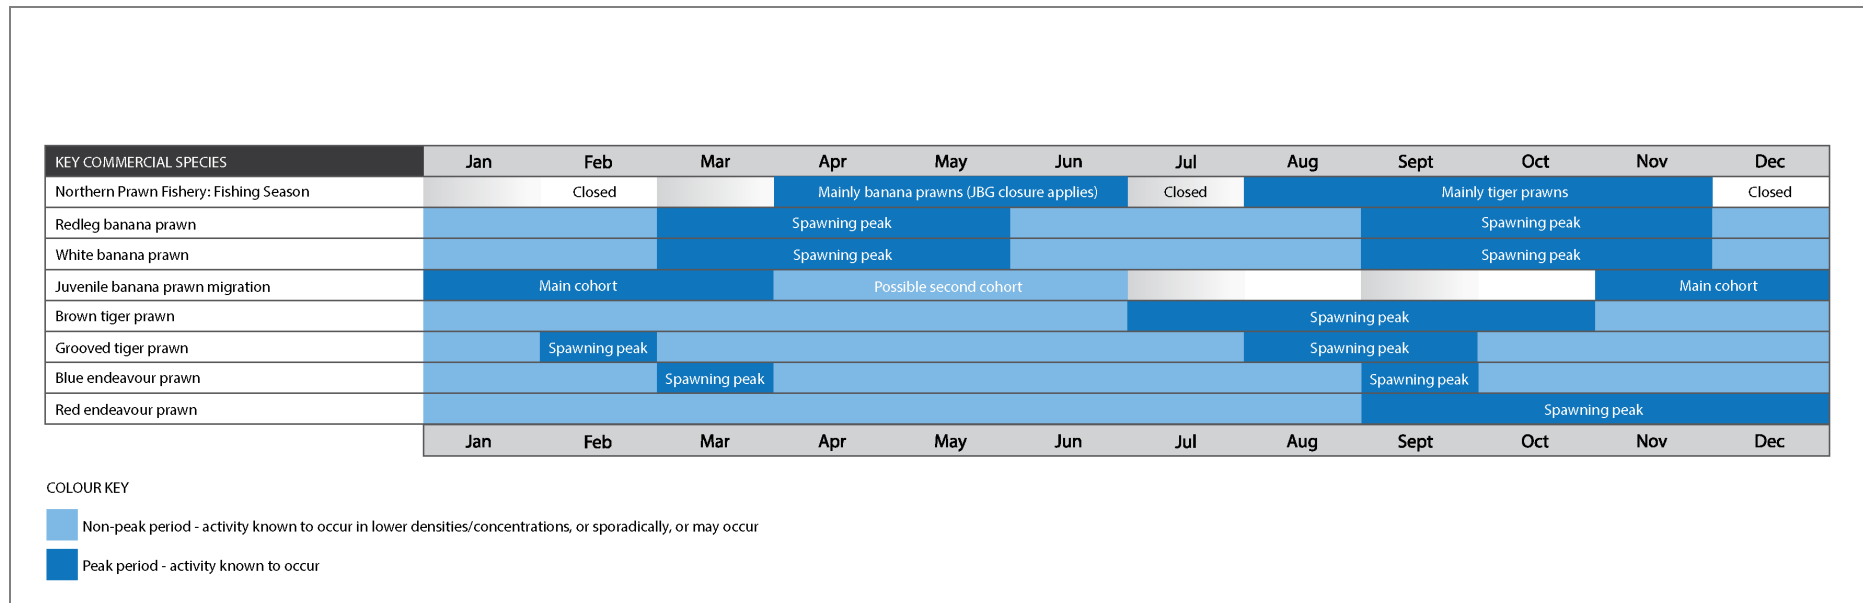 KEY COMMERCIAL SPECIES Jan Feb Mar Apr May Jun Jul Aug Sept Oct Nov Dec
Northern Prawn Fishery: Fishing Season Closed Mainly banana prawns (JBG closure applies) Closed Mainly tiger prawns Closed
Redleg banana prawn Spawning peak Spawning peak
White banana prawn Spawning peak Spawning peak
Juvenile banana prawn migration Main cohort Possible second cohort Main cohort
Brown tiger prawn Spawning peak
Grooved tiger prawn Spawning peak Spawning peak
Blue endeavour prawn Spawning peak Spawning peak
Red endeavour prawn Spawning peak
Jan Feb Mar Apr May Jun Jul Aug Sept Oct Nov Dec
COLOUR KEY
Non-peak period - activity known to occur in lower densities/concentrations, or sporadically, or may occur
Peak period - activity known to occur